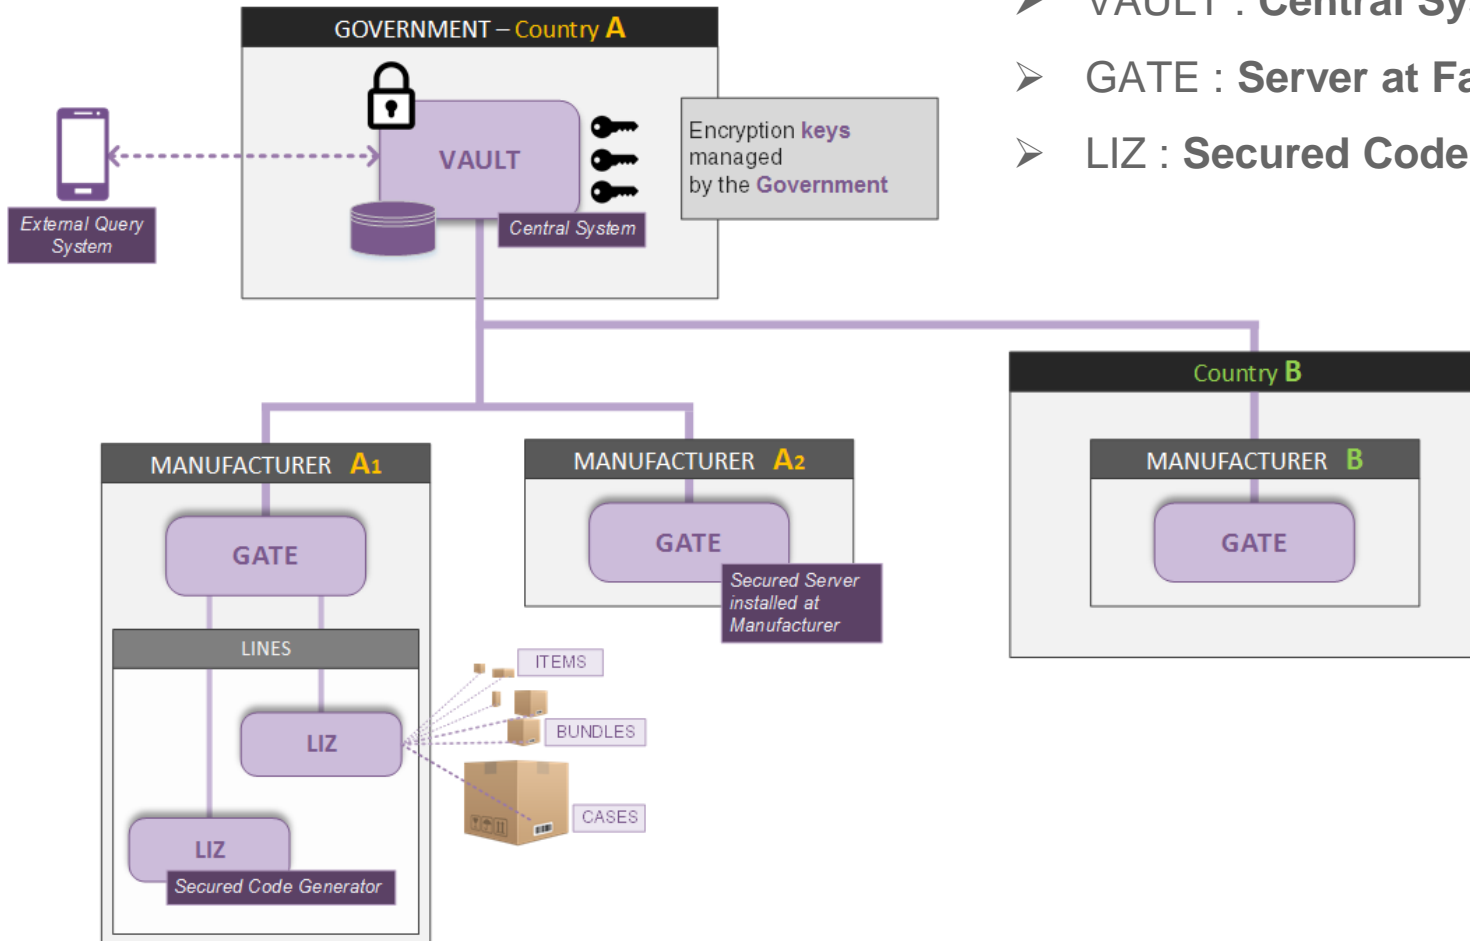 GOVERNMENT – Country A
VAULT
Central System
Encryption keys
managed
by the Government
External Query
System
➢ VAULT : Central
➢ GATE : Server at
➢ LIZ : Secured Code
MANUFACTURER A1
GATE
LINES
LIZ
LIZ
Secured Code Generator
ITEMS
BUNDLES
CASES
MANUFACTURER A2
GATE
Secured Server
installed at
Manufacturer
Country B
MANUFACTURER B
GATE